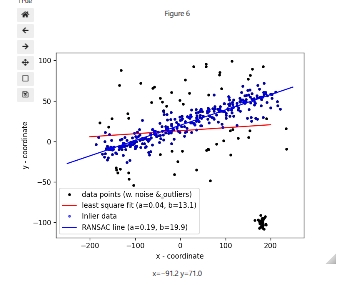 True
Figure 6
100
50
0
−50
−100
y - coordinate
data points (w. noise & outliers)
least square fit (a=0.04, b=13.1)
Inlier data
RANSAC line (a=0.19, b=19.9)
−200
−100
0
100
200
x - coordinate
x=−91.2 y=71.0